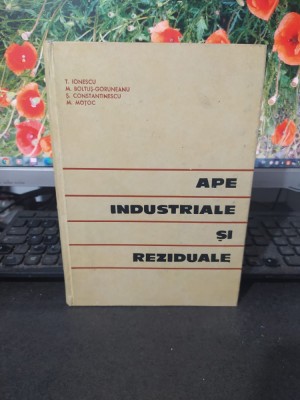 T. IONESCU
M. BOLTUȘ-GORUNEANU
S. CONSTANTINESCU
M. MOȚOC
APE
INDUSTRIALE
ȘI
REZIDUALE